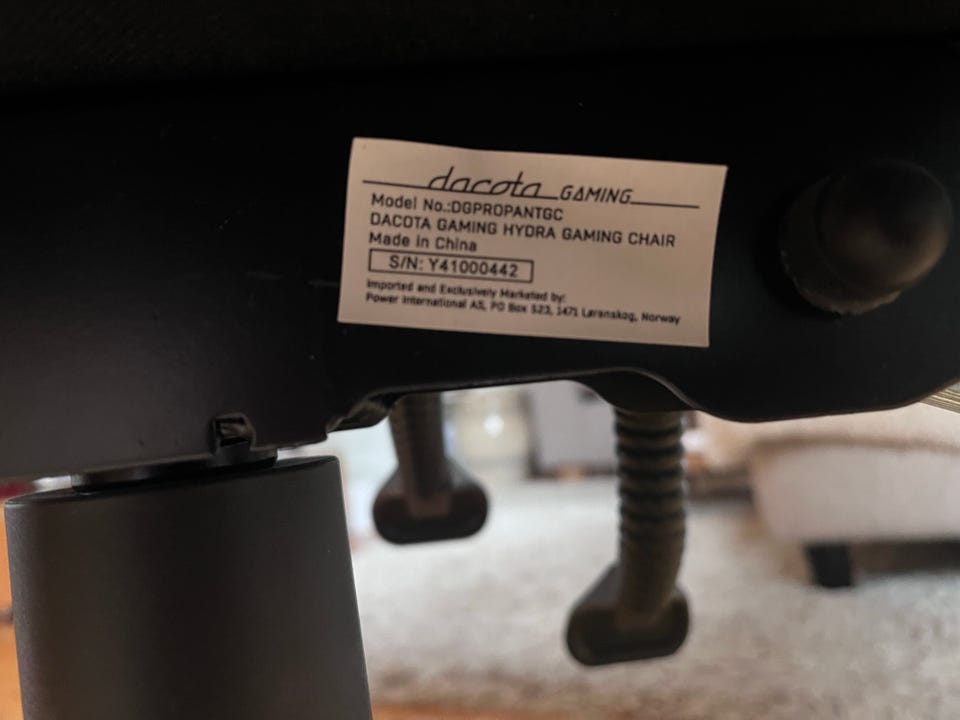 dacota GAMING
Model No.:DGPROPANTGC
DACOTA GAMING HYDRA GAMING CHAIR
Made in China
S/N: Y41000442
Imported and Exclusively Marketed by:
Power International AS, PO Box 523, 1471 Lørenskog, Norway